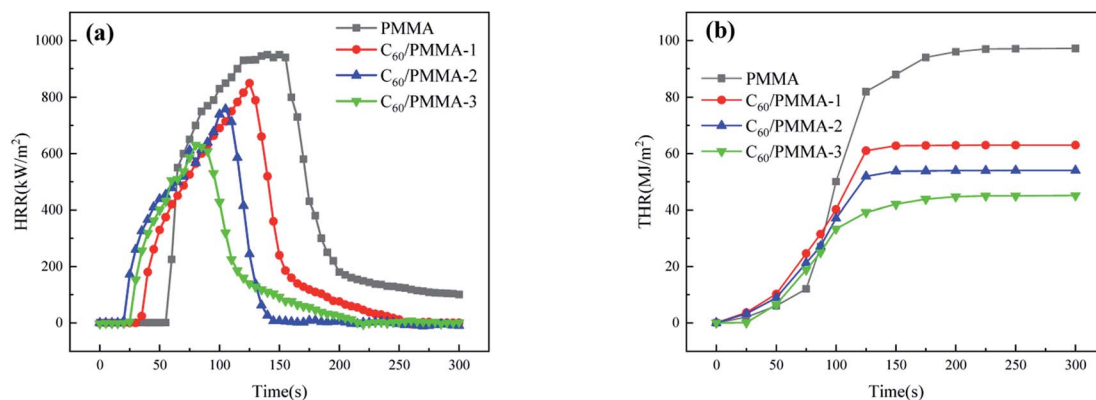 (a)
PMMA
C60/PMMA-1
C60/PMMA-2
C60/PMMA-3
HRR(kW/m²)
1000
800
600
400
200
0
0 50 100 150 200 250 300
Time(s)
(b)
PMMA
C60/PMMA-1
C60/PMMA-2
C60/PMMA-3
THR(MJ/m²)
100
80
60
40
20
0
0 50 100 150 200 250 300
Time(s)